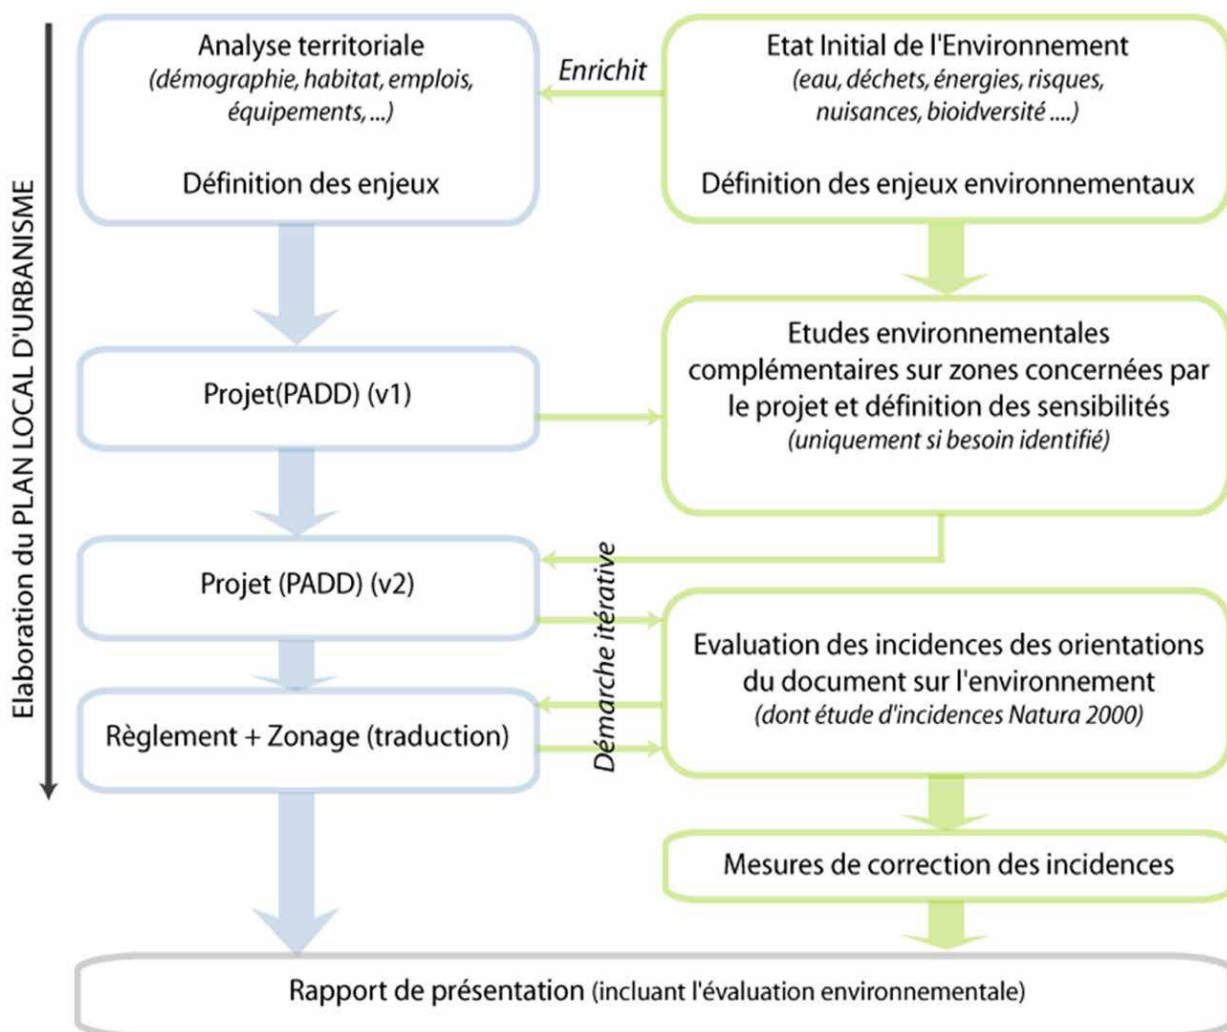 Elaboration du PLAN LOCAL D'URBANISME
Analyse territoriale
(démographie, habitat, emplois,
équipements, ...)
Définition des enjeux
Enrichit
Etat Initial de l'Environnement
(eau, déchets, énergies, risques,
nuisances, bioidversité ....)
Définition des enjeux environnementaux
Projet(PADD) (v1)
Etudes environnementales
complémentaires sur zones concernées par
le projet et définition des sensibilités
(uniquement si besoin identifié)
Projet (PADD) (v2)
Démarche itérative
Evaluation des incidences des orientations
du document sur l'environnement
(dont étude d'incidences Natura 2000)
Règlement + Zonage (traduction)
Mesures de correction des incidences
Rapport de présentation (incluant l'évaluation environnementale)